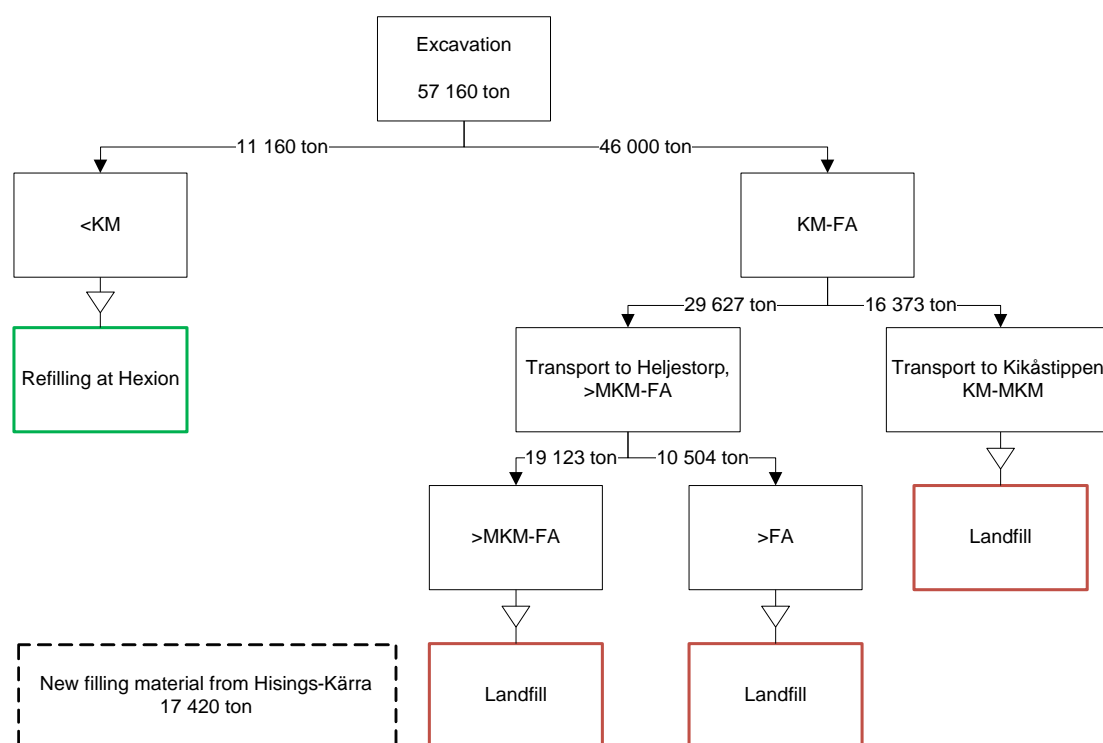 Excavation
57 160 ton
11 160 ton
46 000 ton
<KM
KM-FA
29 627 ton
16 373 ton
Refilling at Hexion
Transport to Heljestorp,
>MKM-FA
Transport to Kikåstippen,
KM-MKM
19 123 ton
10 504 ton
>MKM-FA
>FA
Landfill
New filling material from Hisings-Kärra
17 420 ton
Landfill
Landfill